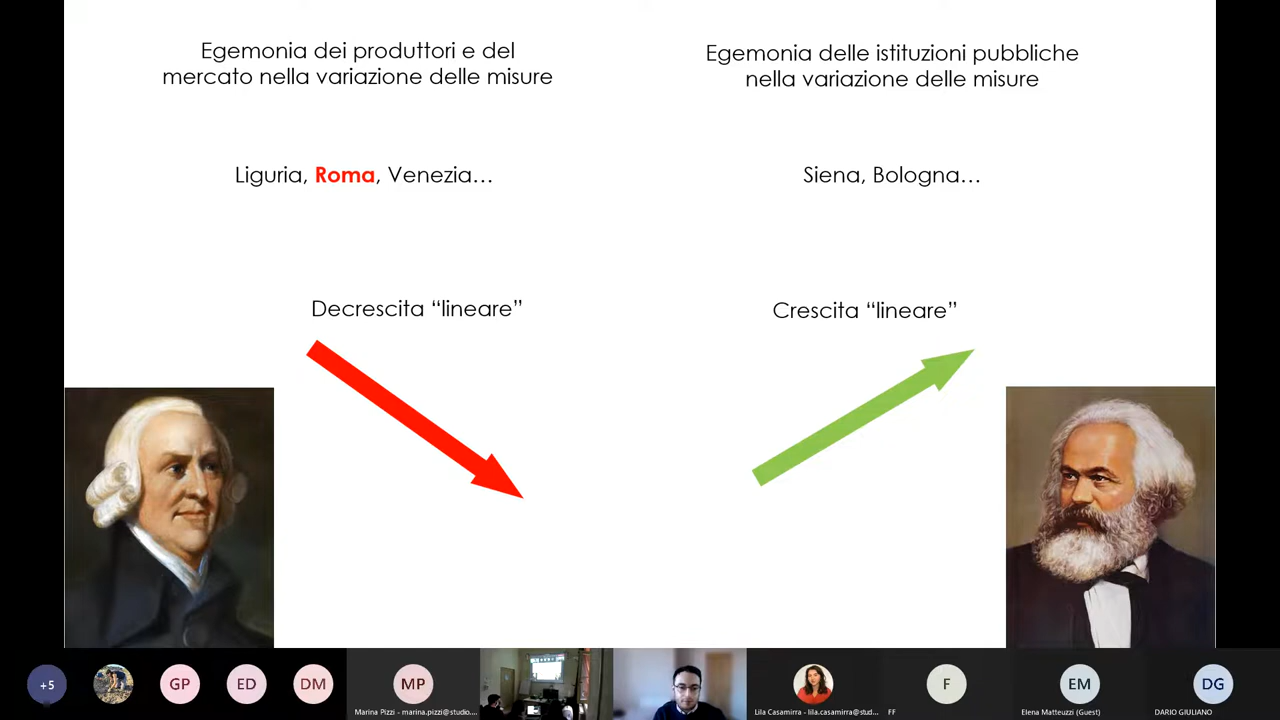 Egemonia dei produttori e del
mercato nella variazione delle misure
Egemonia delle istituzioni pubbliche
nella variazione delle misure
Liguria, Roma, Venezia…
Siena, Bologna…
Decrescita “lineare”
Crescita “lineare”
+5
GP
ED
DM
MP
Marina Pizzi - marina.pizzi@studio....
Lila Casamirra - lila.casamirra@stud...
F
FF
EM
Elena Matteuzzi (Guest)
DG
DARIO GIULIANO